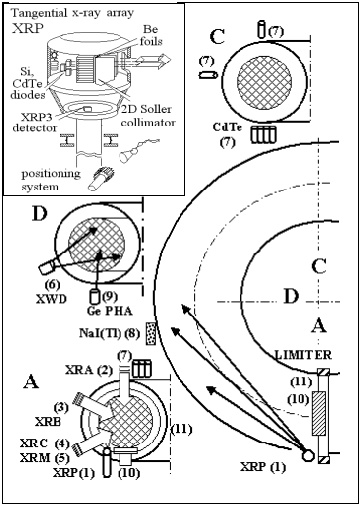 Tangential x-ray array
XRP
Be
foils
Si,
CdTe
diodes
2D Soller
collimator
XRP3
detector
positioning
system
C
(7)
(7)
CdTe
(7)
D
(6)
XWD
(9)
Ge PHA
NaI(Tl) (8)
C
D
A
LIMITER
(11)
(10)
XRP (1)
A
(7)
XRA (2)
(3)
XRB
XRC (4)
XRM (5)
XRP(1)
(10)
(11)